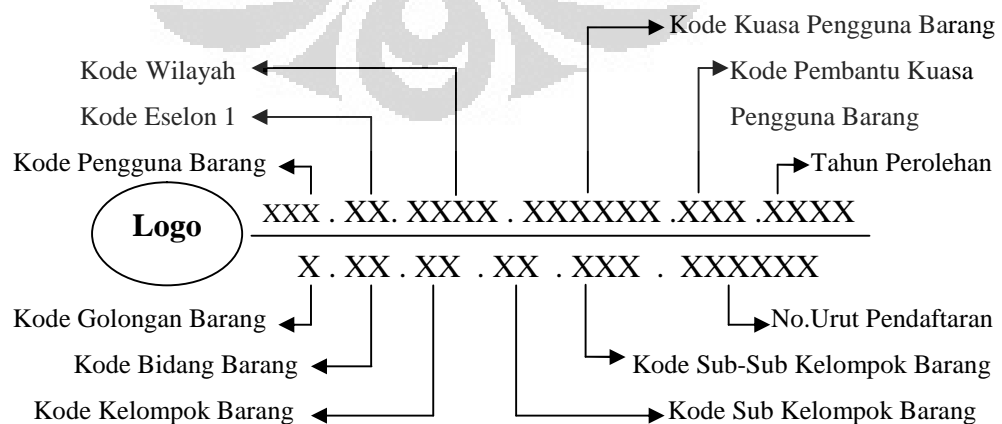 Kode Kuasa Pengguna Barang
Kode Wilayah
Kode Pembantu Kuasa
Kode Eselon 1
Pengguna Barang
Kode Pengguna Barang
Tahun Perolehan
Logo
XXX . XX. XXXX . XXXXXX .XXX .XXXX
X . XX . XX . XX . XXX . XXXXXX
Kode Golongan Barang
No.Urut Pendaftaran
Kode Bidang Barang
Kode Sub-Sub Kelompok Barang
Kode Kelompok Barang
Kode Sub Kelompok Barang